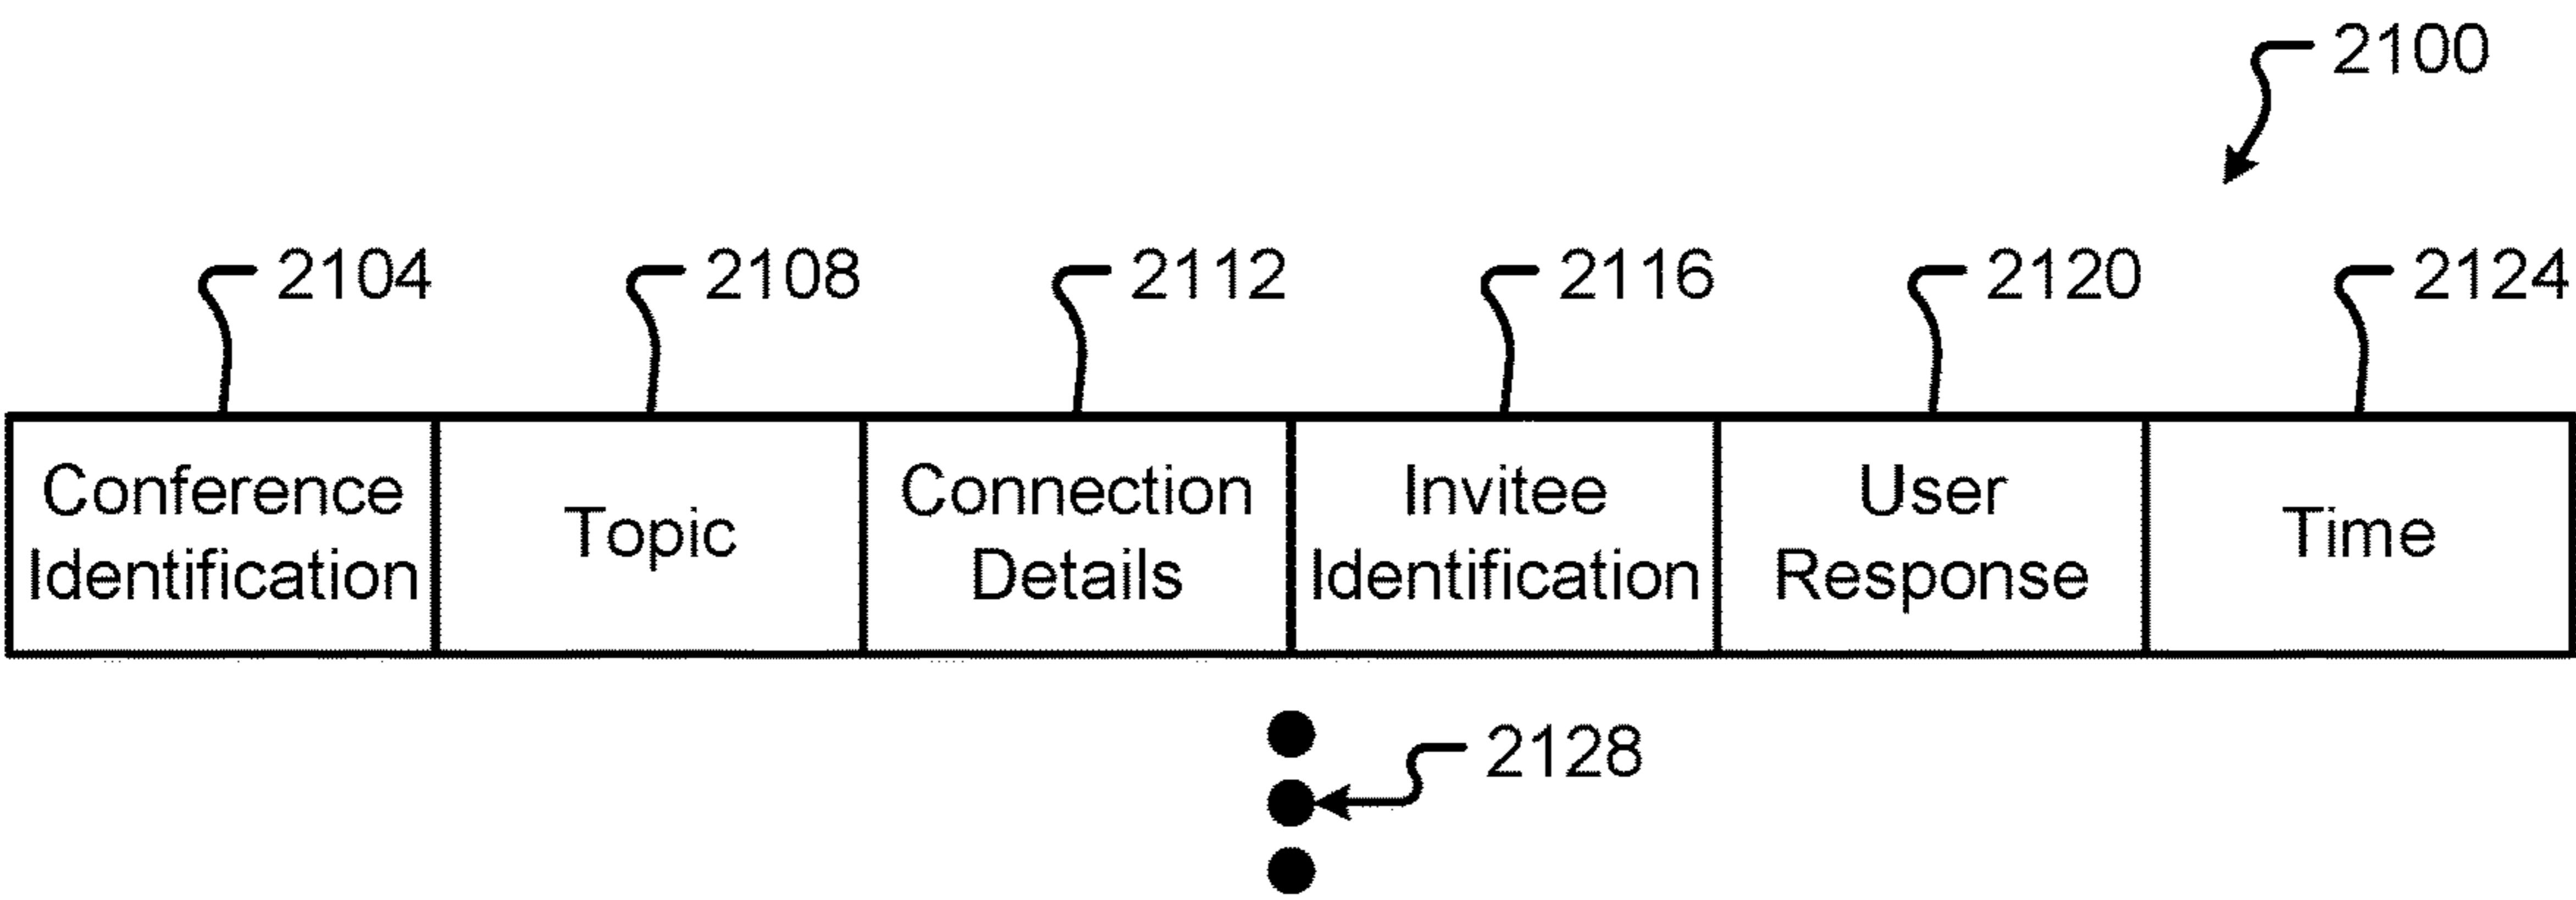 2100
2104
2108
2112
2116
2120
2124
Conference
Identification
Topic
Connection
Details
Invitee
Identification
User
Response
Time
2128